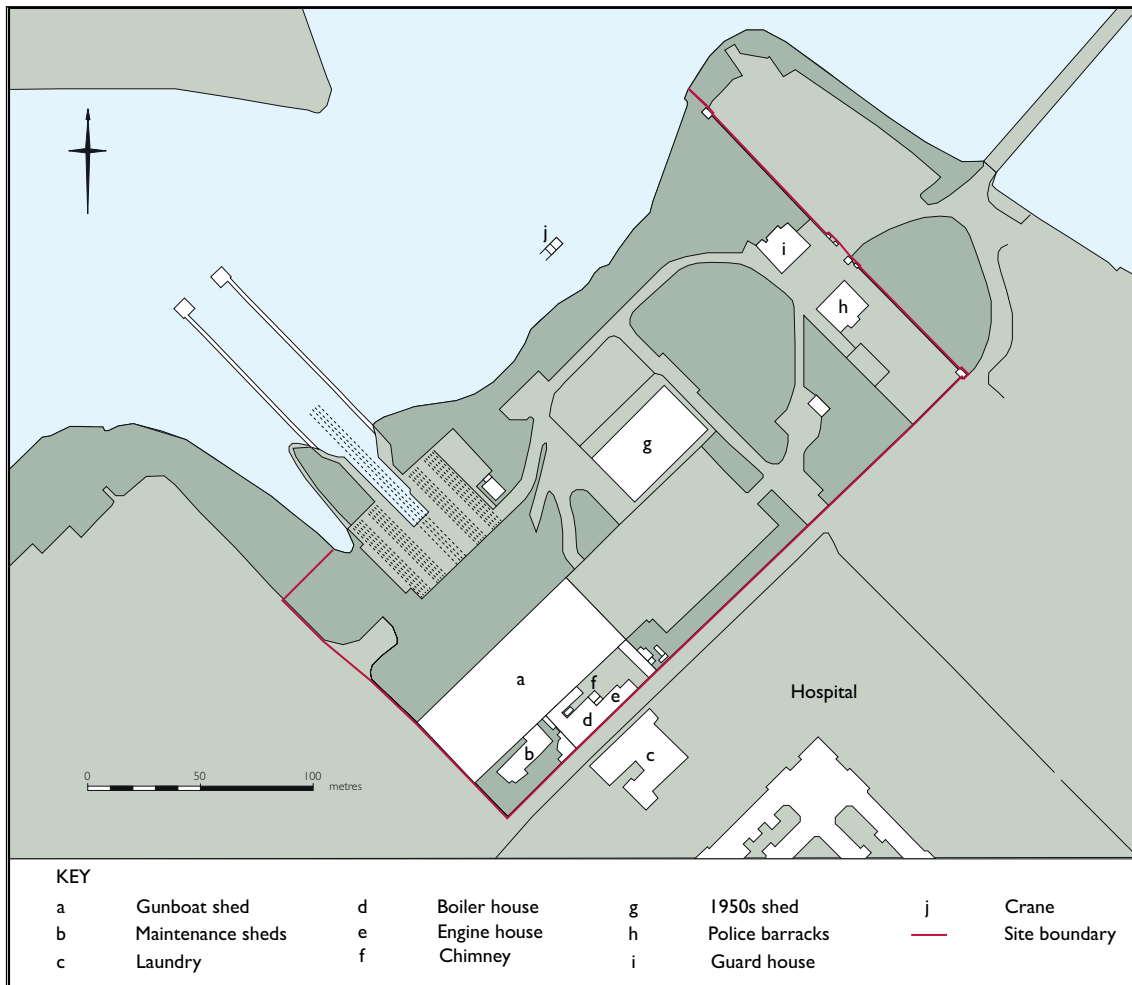 j
i
h
g
a
f
e
d
b
c
Hospital
0 50 100
metres
KEY
a Gunboat shed d Boiler house g 1950s shed j Crane
b Maintenance sheds e Engine house h Police barracks Site boundary
c Laundry f Chimney i Guard house